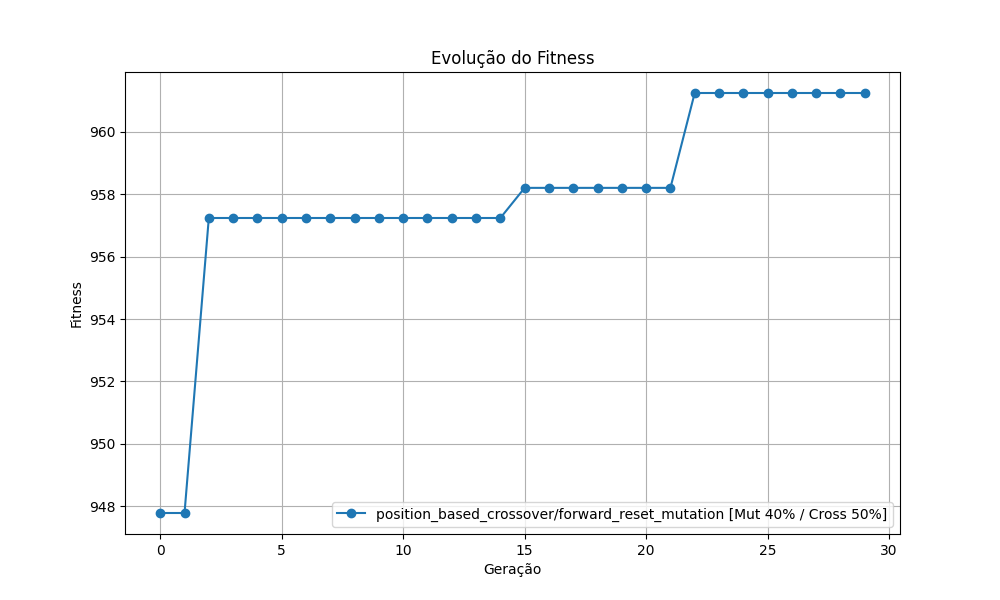 Evolução do Fitness
Fitness
960
958
956
954
952
950
948
position_based_crossover/forward_reset_mutation [Mut 40% / Cross 50%]
0 5 10 15 20 25 30
Geração